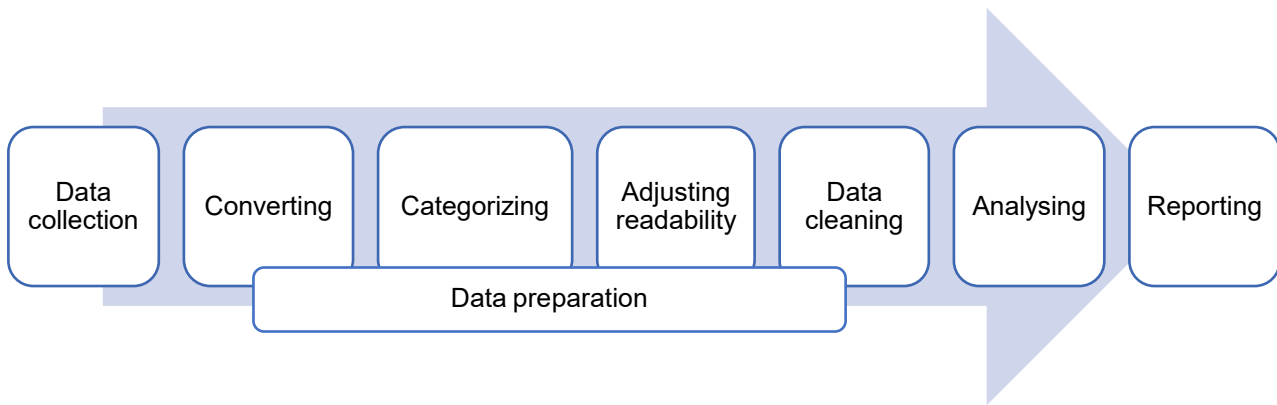 Data
collection
Converting
Categorizing
Adjusting
readability
Data
cleaning
Analysing
Reporting
Data preparation